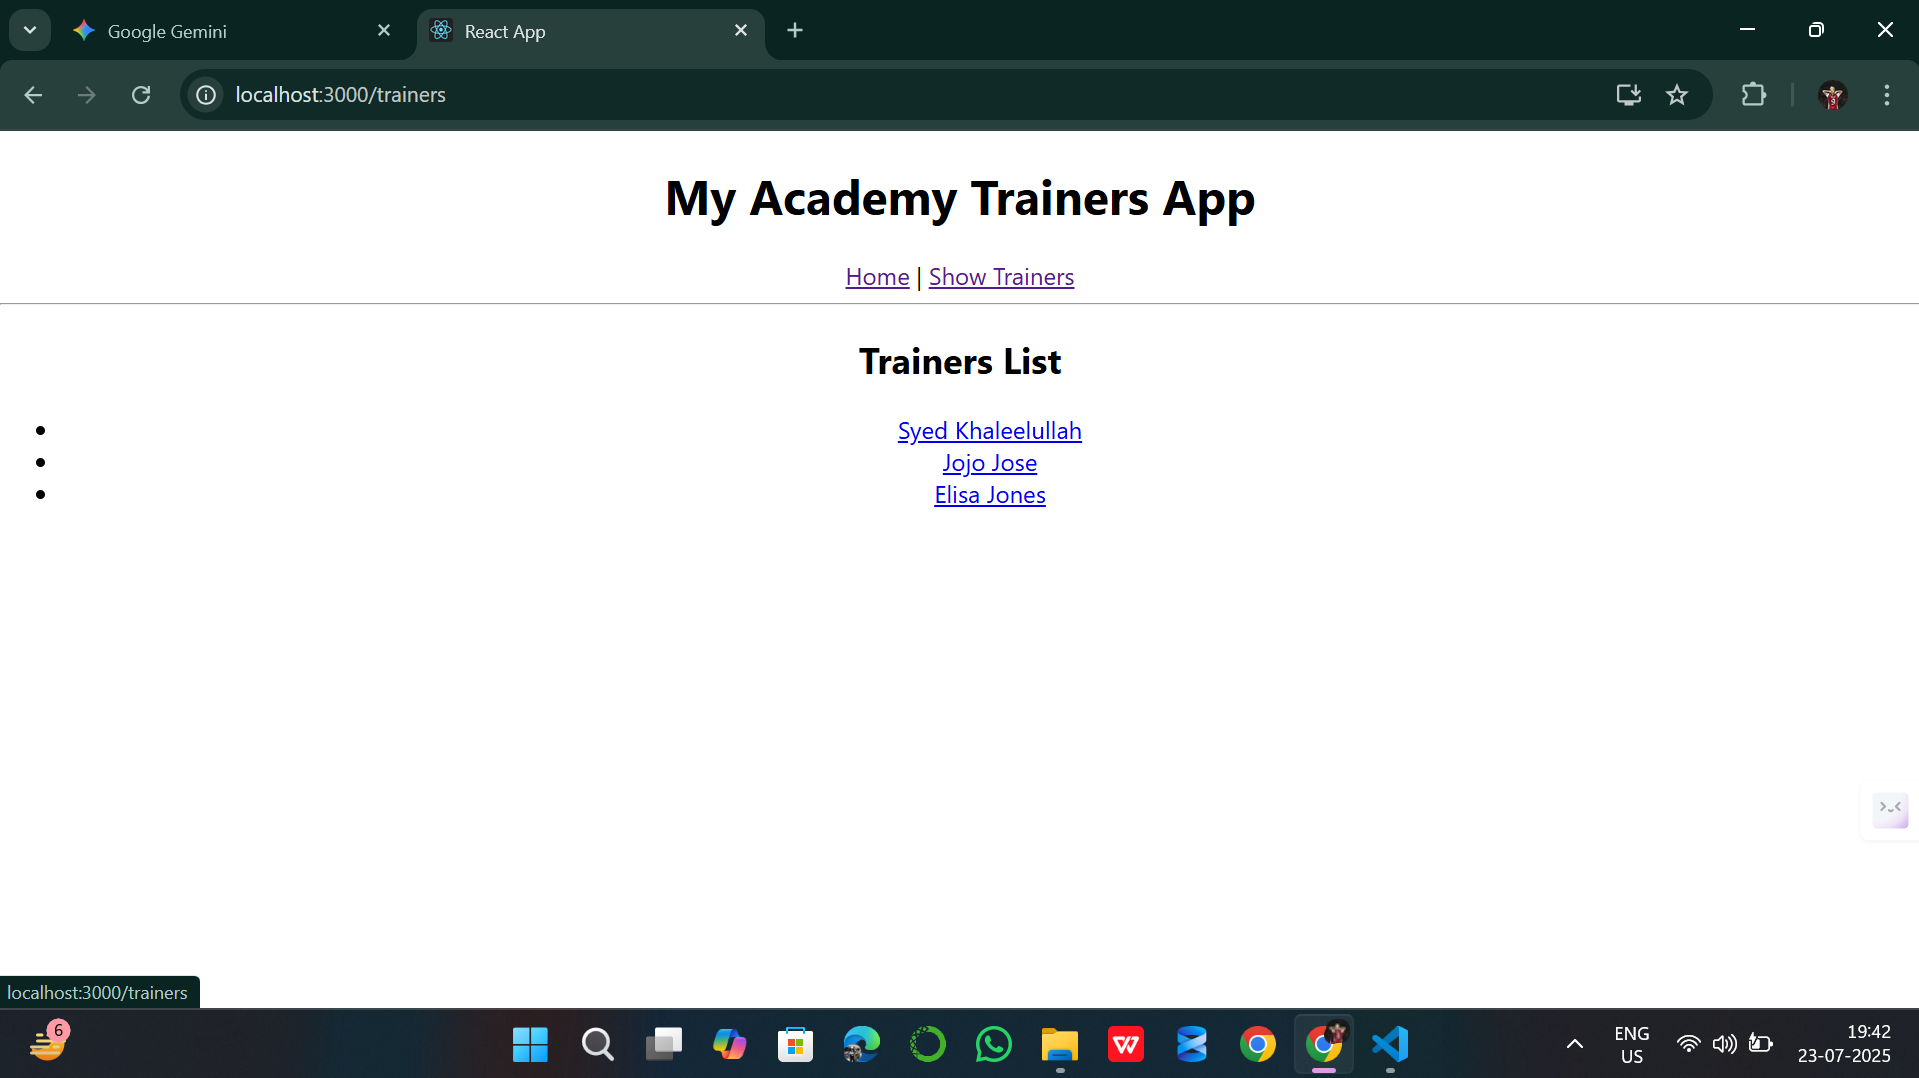 Google Gemini
React App
localhost:3000/trainers
My Academy Trainers App
Home | Show Trainers
Trainers List
Syed Khaleelullah
Jojo Jose
Elisa Jones
localhost:3000/trainers
6
W
ENG
US
19:42
23-07-2025